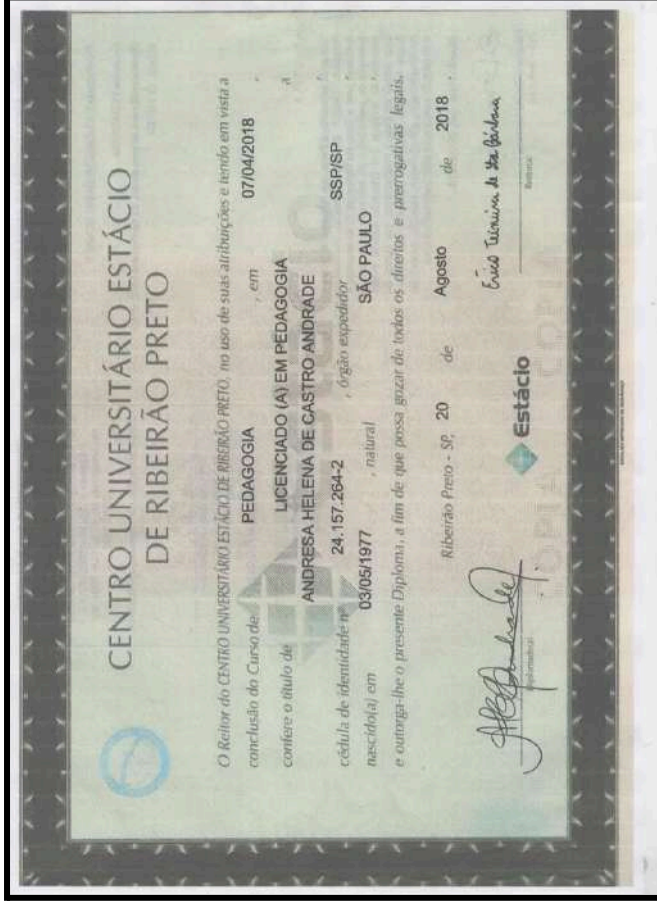 CENTRO UNIVERSITÁRIO ESTÁCIO
DE RIBEIRÃO PRETO
O Reitor do CENTRO UNIVERSITÁRIO ESTÁCIO DE RIBEIRÃO PRETO, no uso de suas atribuições e tendo em vista a
conclusão do Curso de PEDAGOGIA , em 07/04/2018 ,
confere o título de LICENCIADO (A) EM PEDAGOGIA a
ANDRESA HELENA DE CASTRO ANDRADE ,
cédula de identidade nº 24.157.264-2 , órgão expedidor SSP/SP ,
nascido(a) em 03/05/1977 , natural SÃO PAULO ,
e outorga-lhe o presente Diploma, a fim de que possa gozar de todos os direitos e prerrogativas legais.
Ribeirão Preto - SP, 20 de Agosto de 2018 .
Estácio